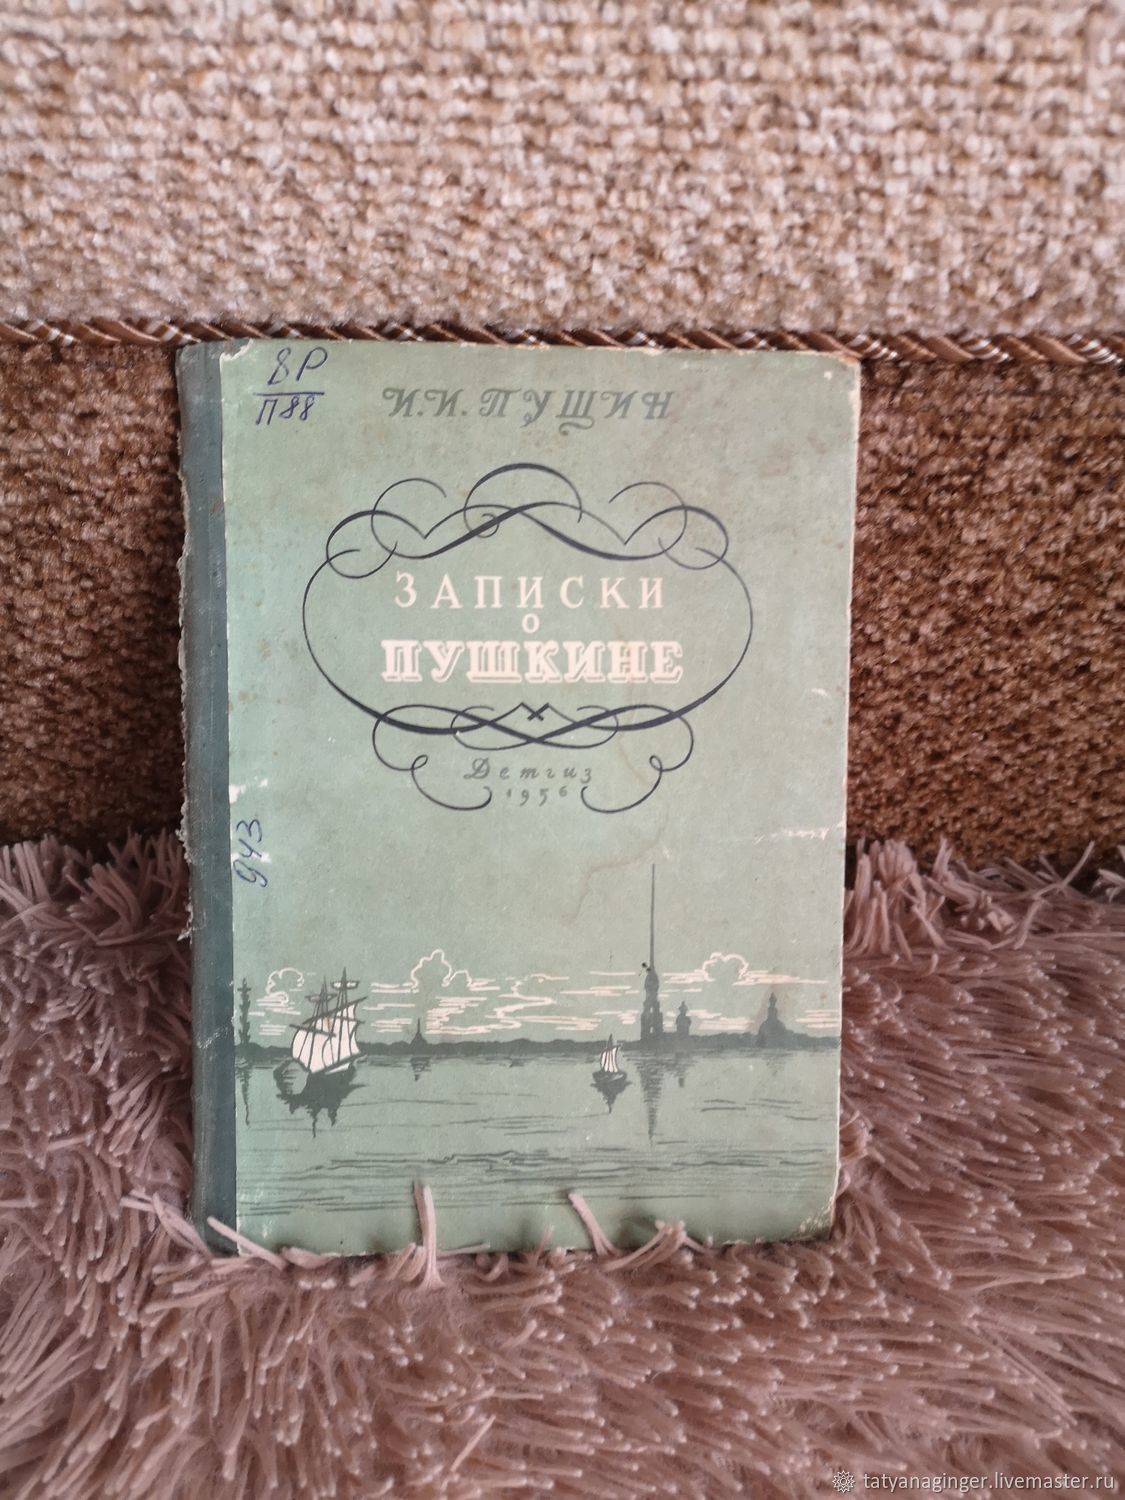 8Р
П88
И. И. ПУЩИН
ЗАПИСКИ
О
ПУШКИНЕ
Детгиз
1956
943
tatyanaginger.livemaster.ru